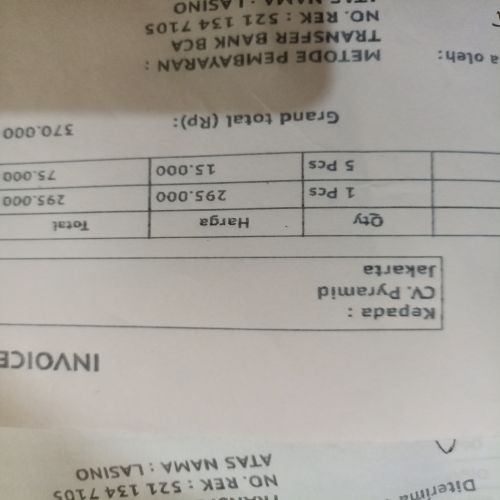 INVOICE
Kepada :
CV. Pyramid
Jakarta
Qty Harga Total
1 Pcs 295.000 295.000
5 Pcs 15.000 75.000
Grand total (Rp): 370.000
a oleh: METODE PEMBAYARAN :
TRANSFER BANK BCA
NO. REK : 521 134 7105
ATAS NAMA : LASINO
Diterima
NO. REK : 521 134 7105
ATAS NAMA : LASINO